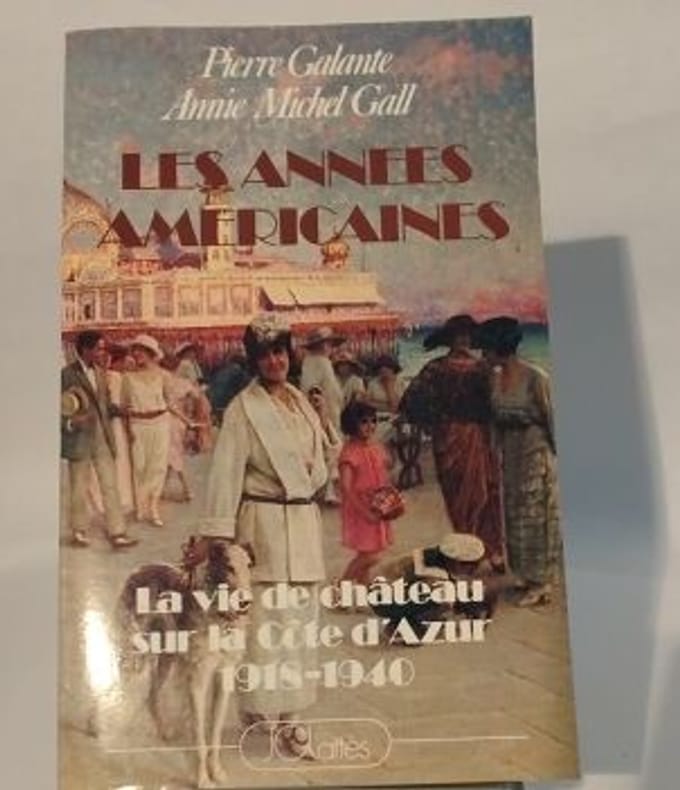 Pierre Galante
Annie Michel Gall
LES ANNEES
AMERICAINES
La vie de château
sur la Côte d'Azur
1918-1940
JClattès